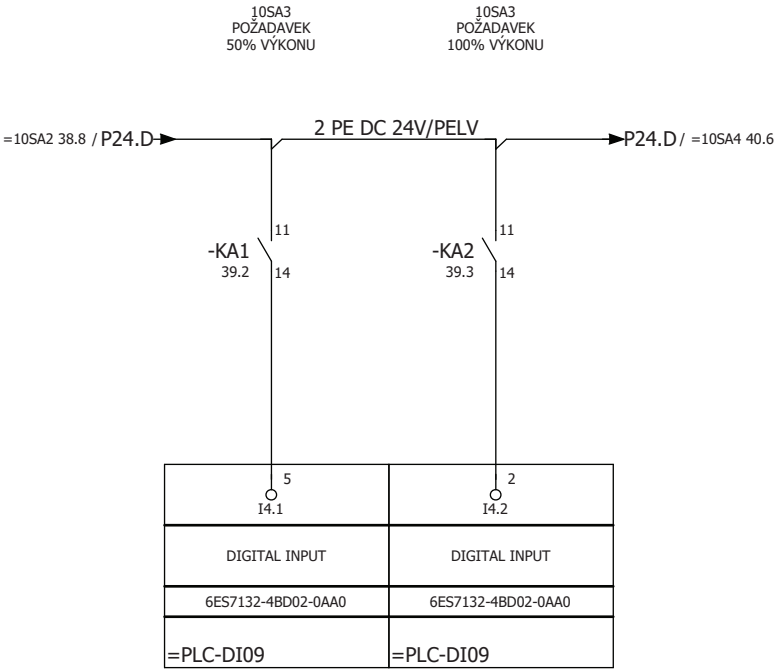 10SA3
POŽADAVEK
50% VÝKONU
10SA3
POŽADAVEK
100% VÝKONU
=10SA2 38.8 / P24.D
2 PE DC 24V/PELV
P24.D / =10SA4 40.6
-KA1
39.2
11
14
-KA2
39.3
11
14
5
I4.1
2
I4.2
DIGITAL INPUT
DIGITAL INPUT
6ES7132-4BD02-0AA0
6ES7132-4BD02-0AA0
=PLC-DI09
=PLC-DI09